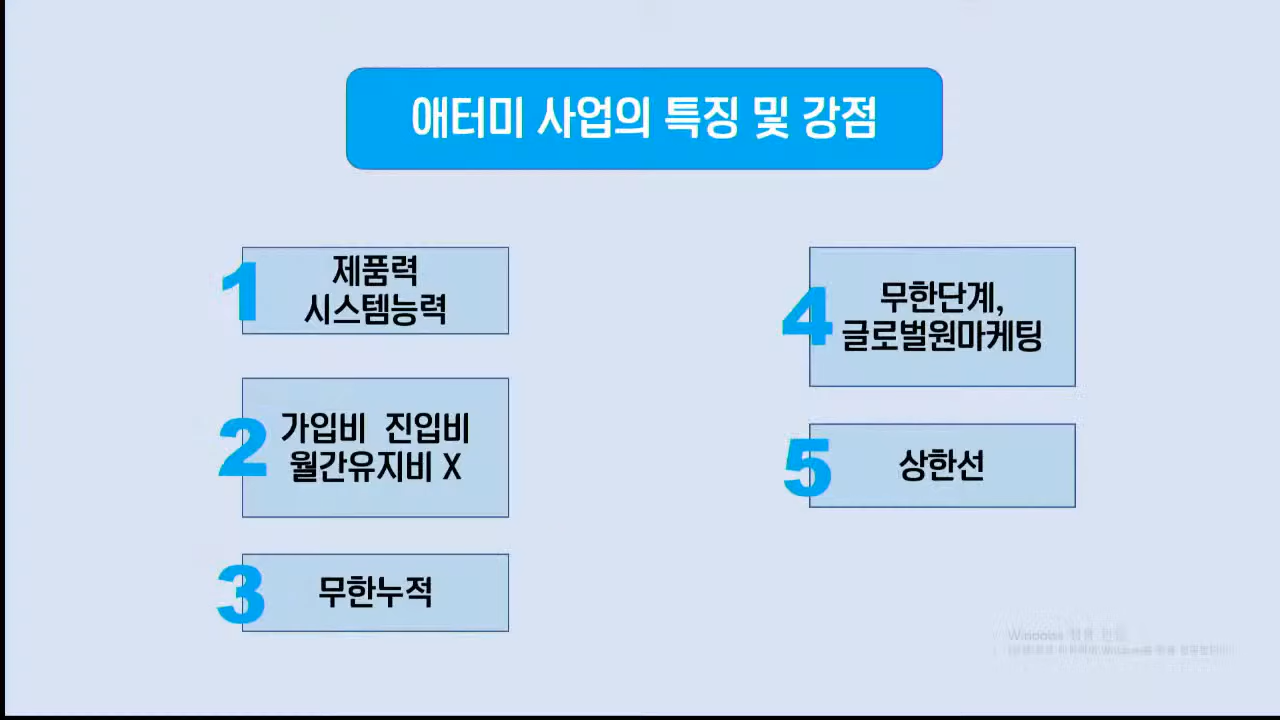 애터미 사업의 특징 및 강점
1
제품력
시스템능력
2
가입비 진입비
월간유지비 X
3
무한누적
4
무한단계,
글로벌원마케팅
5
상한선
Windows